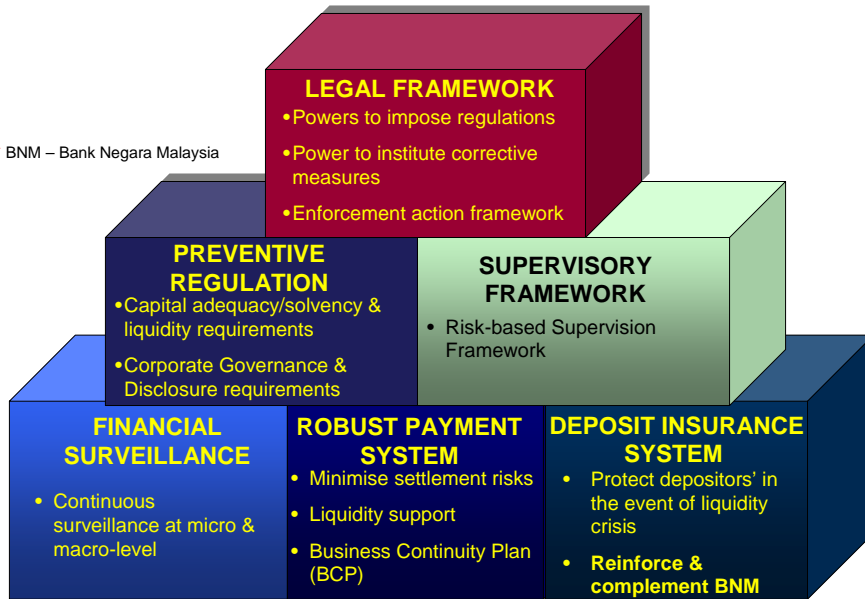 LEGAL FRAMEWORK
•Powers to impose regulations
•Power to institute corrective
measures
•Enforcement action framework
BNM – Bank Negara Malaysia
PREVENTIVE
REGULATION
•Capital adequacy/solvency &
liquidity requirements
•Corporate Governance &
Disclosure requirements
SUPERVISORY
FRAMEWORK
• Risk-based Supervision
Framework
FINANCIAL
SURVEILLANCE
• Continuous
surveillance at micro &
macro-level
ROBUST PAYMENT
SYSTEM
• Minimise settlement risks
• Liquidity support
• Business Continuity Plan
(BCP)
DEPOSIT INSURANCE
SYSTEM
• Protect depositors’ in
the event of liquidity
crisis
• Reinforce &
complement BNM